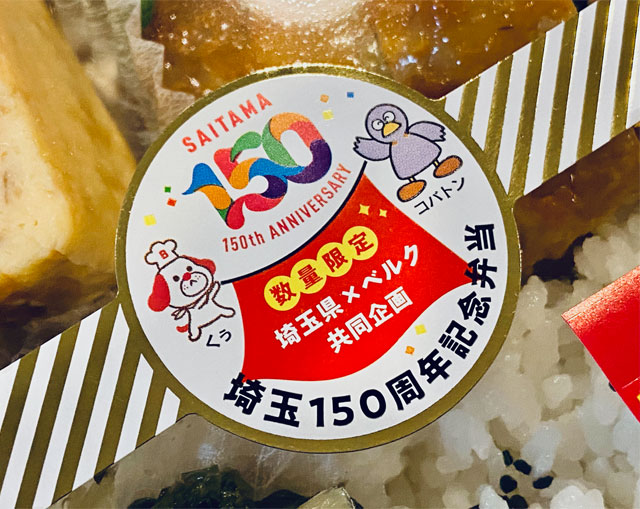 SAITAMA
150
150th ANNIVERSARY
コバトン
B
くぅ
数量限定
埼玉県×ベルク
共同企画
埼玉150周年記念弁当